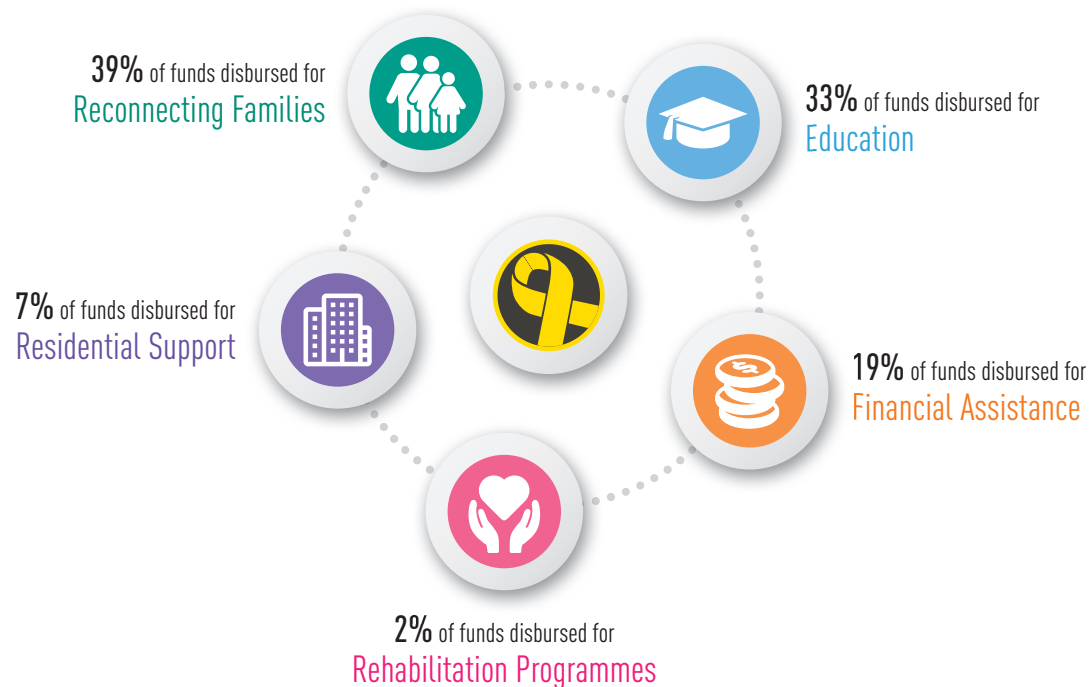 39% of funds disbursed for
Reconnecting Families
33% of funds disbursed for
Education
7% of funds disbursed for
Residential Support
19% of funds disbursed for
Financial Assistance
2% of funds disbursed for
Rehabilitation Programmes